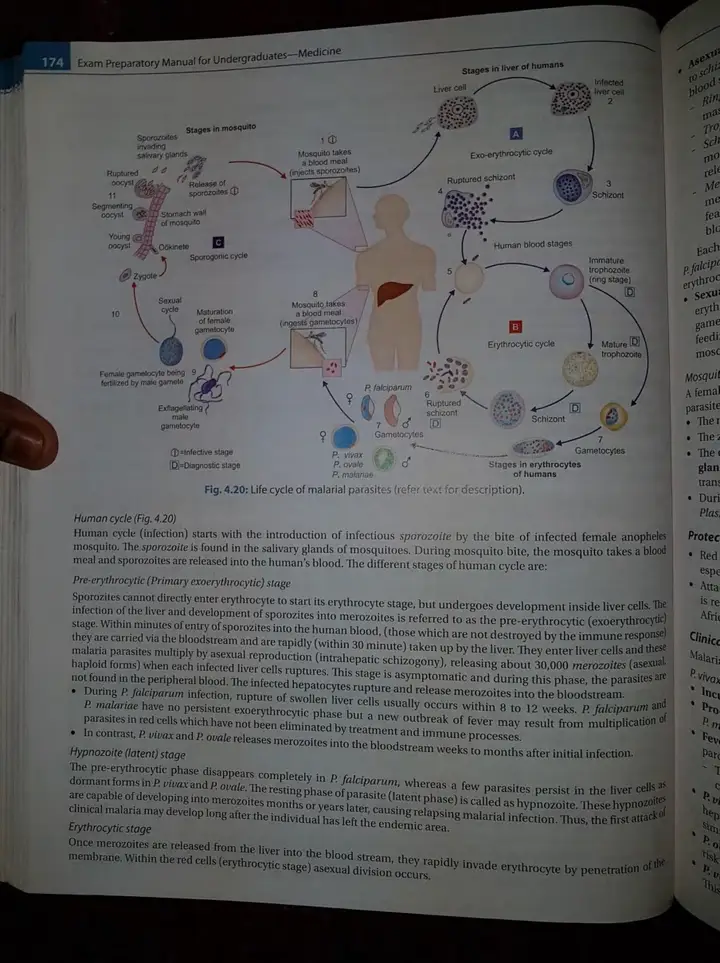 174 Exam Preparatory Manual for Undergraduates—Medicine
Stages in liver of humans
Liver cell
Infected
liver cell
2
A
Exo-erythrocytic cycle
Ruptured schizont
4
3
Schizont
Stages in mosquito
Sporozoites
invading
salivary glands
1 Ⓘ
Mosquito takes
a blood meal
(injects sporozoites)
Ruptured
oocyst
Release of
sporozoites Ⓘ
11
Segmenting
oocyst
Stomach wall
of mosquito
Young
oocyst
Ookinete
C
Sporogonic cycle
Zygote
Human blood stages
5
Immature
trophozoite
(ring stage)
D
8
Mosquito takes
a blood meal
(ingests gametocytes)
10
Sexual
cycle
Maturation
of female
gametocyte
B
Erythrocytic cycle
Mature D
trophozoite
Female gametocyte being
fertilized by male gamete
9
Exflagellating
male
gametocyte
P. falciparum
♀
♂
7
Gametocytes
♀
♂
P. vivax
P. ovale
P. malariae
6
Ruptured
schizont
D
D
Schizont
7
Gametocytes
Stages in erythrocytes
of humans
Ⓘ=Infective stage
D=Diagnostic stage
Fig. 4.20: Life cycle of malarial parasites (refer text for description).
Human cycle (Fig. 4.20)
Human cycle (infection) starts with the introduction of infectious sporozoite by the bite of infected female anopheles
mosquito. The sporozoite is found in the salivary glands of mosquitoes. During mosquito bite, the mosquito takes a blood
meal and sporozoites are released into the human's blood. The different stages of human cycle are:
Pre-erythrocytic (Primary exoerythrocytic) stage
Sporozoites cannot directly enter erythrocyte to start its erythrocyte stage, but undergoes development inside liver cells. The
infection of the liver and development of sporozoites into merozoites is referred to as the pre-erythrocytic (exoerythrocytic)
stage. Within minutes of entry of sporozoites into the human blood, (those which are not destroyed by the immune response)
they are carried via the bloodstream and are rapidly (within 30 minute) taken up by the liver. They enter liver cells and these
malaria parasites multiply by asexual reproduction (intrahepatic schizogony), releasing about 30,000 merozoites (asexual,
haploid forms) when each infected liver cells ruptures. This stage is asymptomatic and during this phase, the parasites are
not found in the peripheral blood. The infected hepatocytes rupture and release merozoites into the bloodstream.
• During P. falciparum infection, rupture of swollen liver cells usually occurs within 8 to 12 weeks. P. falciparum and
P. malariae have no persistent exoerythrocytic phase but a new outbreak of fever may result from multiplication of
parasites in red cells which have not been eliminated by treatment and immune processes.
• In contrast, P. vivax and P. ovale releases merozoites into the bloodstream weeks to months after initial infection.
Hypnozoite (latent) stage
The pre-erythrocytic phase disappears completely in P. falciparum, whereas a few parasites persist in the liver cells as
dormant forms in P. vivax and P. ovale. The resting phase of parasite (latent phase) is called as hypnozoite. These hypnozoites
are capable of developing into merozoites months or years later, causing relapsing malarial infection. Thus, the first attack of
clinical malaria may develop long after the individual has left the endemic area.
Erythrocytic stage
Once merozoites are released from the liver into the blood stream, they rapidly invade erythrocyte by penetration of the
membrane. Within the red cells (erythrocytic stage) asexual division occurs.